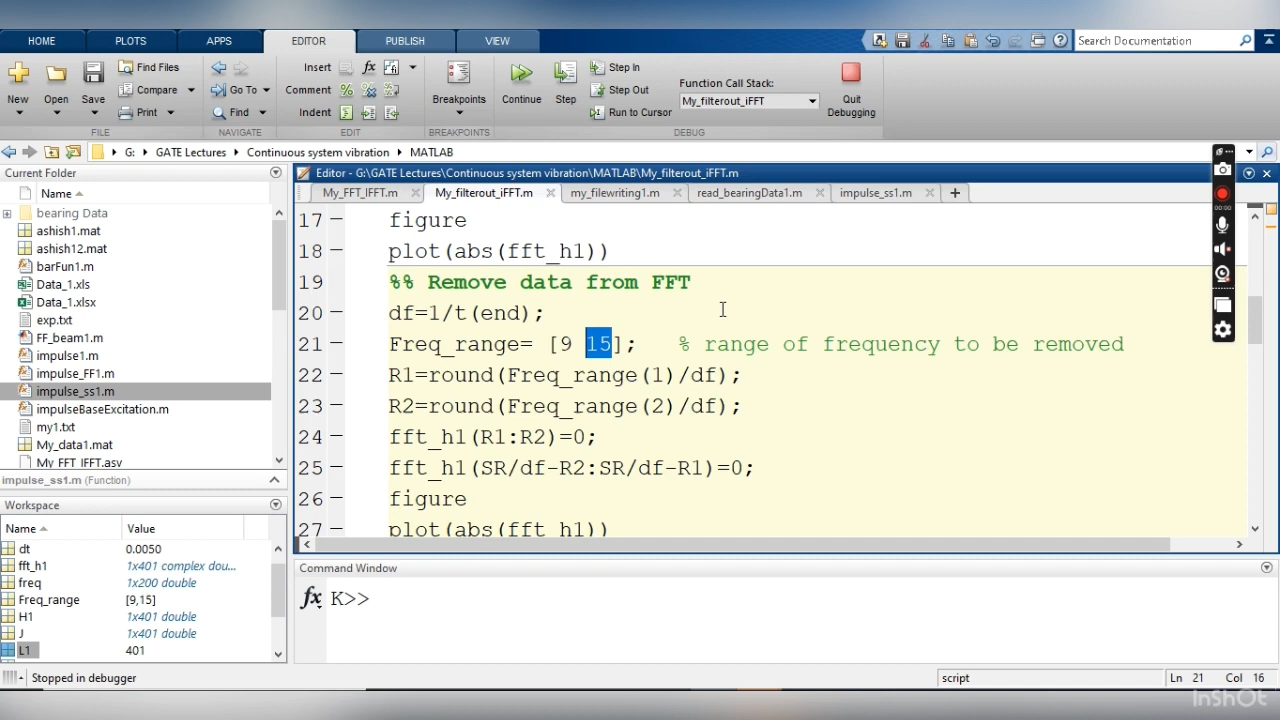 HOME PLOTS APPS EDITOR PUBLISH VIEW Search Documentation
New Open Save Find Files Compare Print
Go To Find
Insert fx
Comment
Indent
Breakpoints
Continue Step Step In Step Out Run to Cursor
Function Call Stack:
My_filterout_iFFT
Quit Debugging
FILE NAVIGATE EDIT BREAKPOINTS DEBUG
G: ▶ GATE Lectures ▶ Continuous system vibration ▶ MATLAB
Current Folder
Name
bearing Data
ashish1.mat
ashish12.mat
barFun1.m
Data_1.xls
Data_1.xlsx
exp.txt
FF_beam1.m
impulse1.m
impulse_FF1.m
impulse_ss1.m
impulseBaseExcitation.m
my1.txt
My_data1.mat
My_FFT_IFFT.asv
impulse_ss1.m (Function)
Workspace
Name Value
dt 0.0050
fft_h1 1x401 complex dou...
freq 1x200 double
Freq_range [9,15]
H1 1x401 double
J 1x401 double
L1 401
Editor - G:\GATE Lectures\Continuous system vibration\MATLAB\My_filterout_iFFT.m
My_FFT_IFFT.m My_filterout_iFFT.m my_filewriting1.m read_bearingData1.m impulse_ss1.m
17 figure
18 plot(abs(fft_h1))
19 %% Remove data from FFT
20 df=1/t(end);
21 Freq_range= [9 15]; % range of frequency to be removed
22 R1=round(Freq_range(1)/df);
23 R2=round(Freq_range(2)/df);
24 fft_h1(R1:R2)=0;
25 fft_h1(SR/df-R2:SR/df-R1)=0;
26 figure
27 plot(abs(fft_h1))
Command Window
fx K>>
00:00
Stopped in debugger script Ln 21 Col 16
InShOt